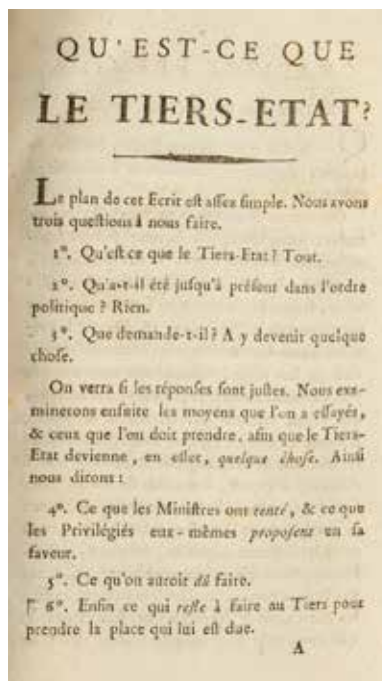 QU'EST-CE QUE
LE TIERS-ETAT?
Le plan de cet Ecrit est assez simple. Nous avons
trois questions à nous faire.
1°. Qu'est-ce que le Tiers-Etat? Tout.
2°. Qu'a-t-il été jusqu'à présent dans l'ordre
politique? Rien.
3°. Que demande-t-il? A y devenir quelque
chose.
On verra si les réponses sont justes. Nous exa-
minerons ensuite les moyens que l'on a essayés,
& ceux que l'on doit prendre, afin que le Tiers-
Etat devienne, en effet, quelque chose. Ainsi
nous dirons:
4°. Ce que les Ministres ont tenté, & ce que
les Privilégiés eux-mêmes proposent en sa
faveur.
5°. Ce qu'on auroit dû faire.
6°. Enfin ce qui reste à faire au Tiers pour
prendre la place qui lui est due.
A